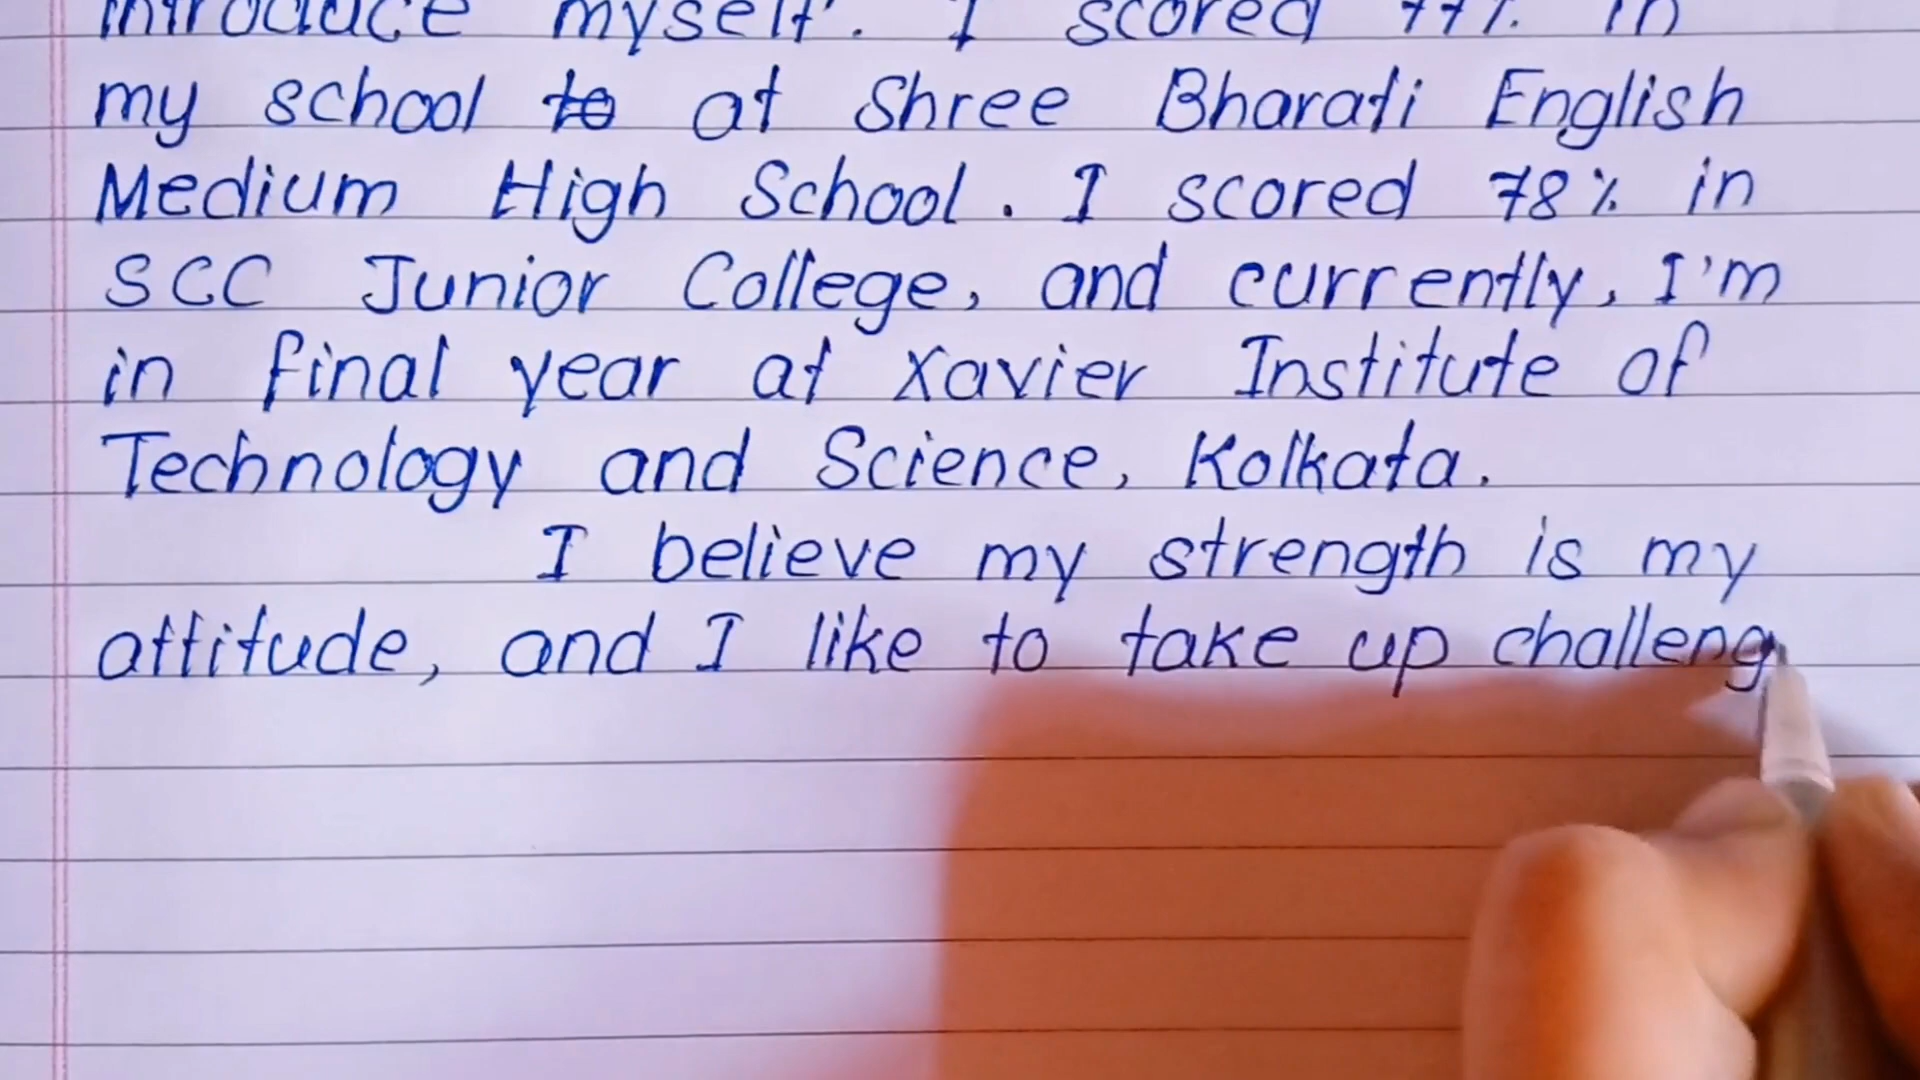 introduce myself. I scored 77% in
my school to at Shree Bharati English
Medium High School. I scored 78% in
SCC Junior College, and currently, I'm
in final year at Xavier Institute of
Technology and Science, Kolkata.
I believe my strength is my
attitude, and I like to take up challeng